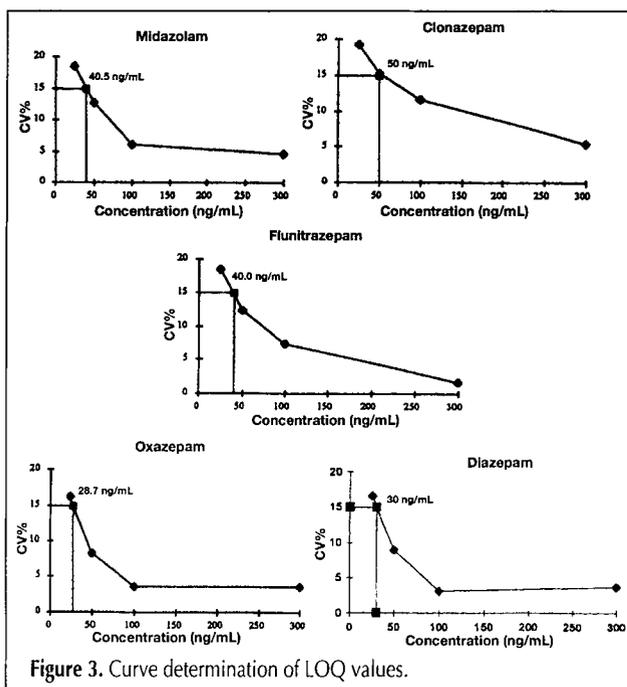 Midazolam
20
15
10
5
0
CV%
40.5 ng/mL
0 50 100 150 200 250 300
Concentration (ng/mL)
Clonazepam
20
15
10
5
0
CV%
50 ng/mL
0 50 100 150 200 250 300
Concentration (ng/mL)
Flunitrazepam
20
15
10
5
0
CV%
40.0 ng/mL
0 50 100 150 200 250 300
Concentration (ng/mL)
Oxazepam
20
15
10
5
0
CV%
28.7 ng/mL
0 50 100 150 200 250 300
Concentration (ng/mL)
Diazepam
20
15
10
5
0
CV%
30 ng/mL
0 50 100 150 200 250 300
Concentration (ng/mL)
Figure 3. Curve determination of LOQ values.